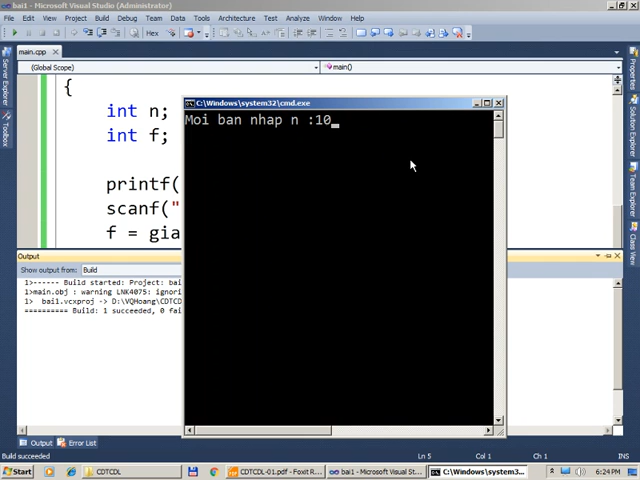 bai1 - Microsoft Visual Studio (Administrator)
File Edit View Project Build Debug Team Data Tools Architecture Test Analyze Window Help
Hex
main.cpp
(Global Scope) main()
{
int n;
int f;
printf(
scanf("
f = gia
C:\Windows\system32\cmd.exe
Moi ban nhap n :10_
Output
Show output from: Build
1>------ Build started: Project: bai
1>main.obj : warning LNK4075: ignori
1> bai1.vcxproj -> D:\VQHoang\CDTCD
========== Build: 1 succeeded, 0 fai
Output Error List
Build succeeded Ln 5 Col 1 Ch 1 INS
Server Explorer
Toolbox
Properties
Solution Explorer
Team Explorer
Class View
Start CDTCDL CDTCDL-01.pdf - Foxit R... bai1 - Microsoft Visual St... C:\Windows\system3... 6:24 PM